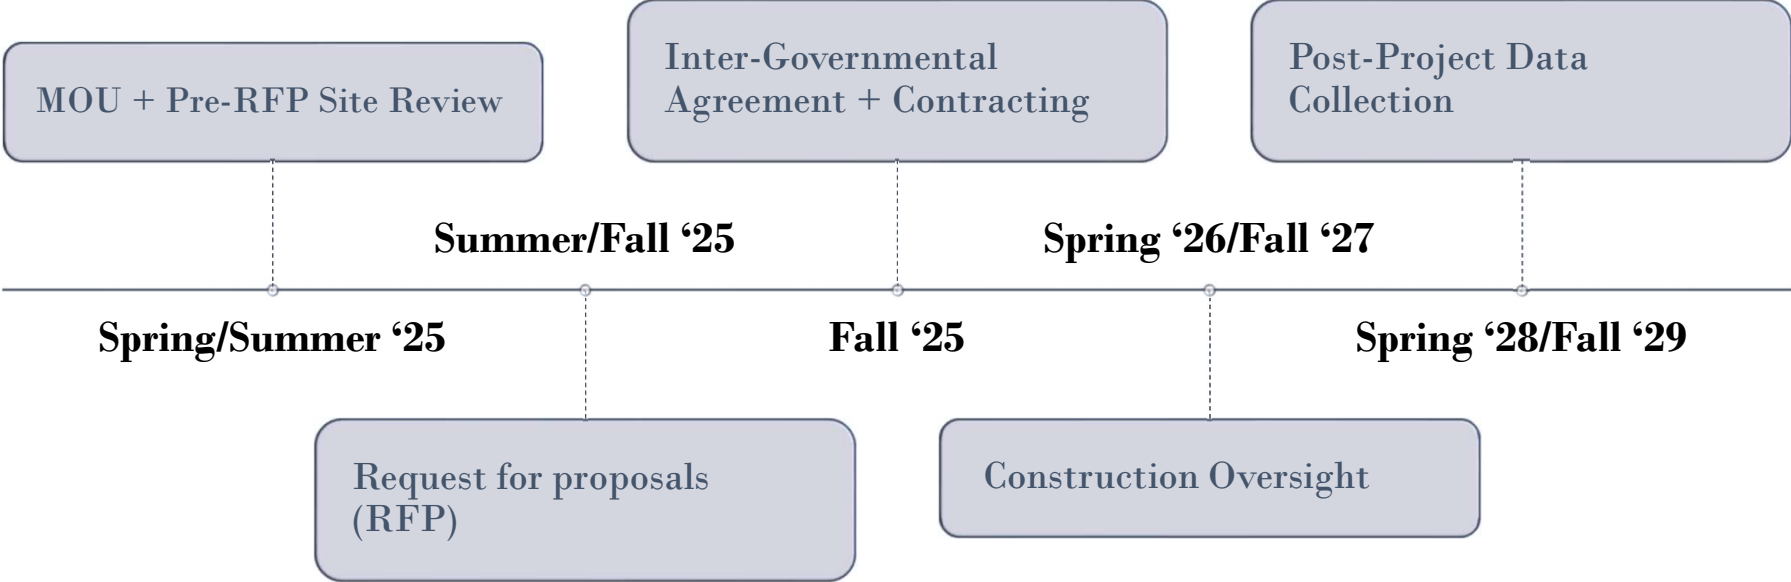 MOU + Pre-RFP Site Review
Inter-Governmental
Agreement + Contracting
Post-Project Data
Collection
Summer/Fall ‘25
Spring ‘26/Fall ‘27
Spring/Summer ‘25
Fall ‘25
Spring ‘28/Fall ‘29
Request for proposals
(RFP)
Construction Oversight